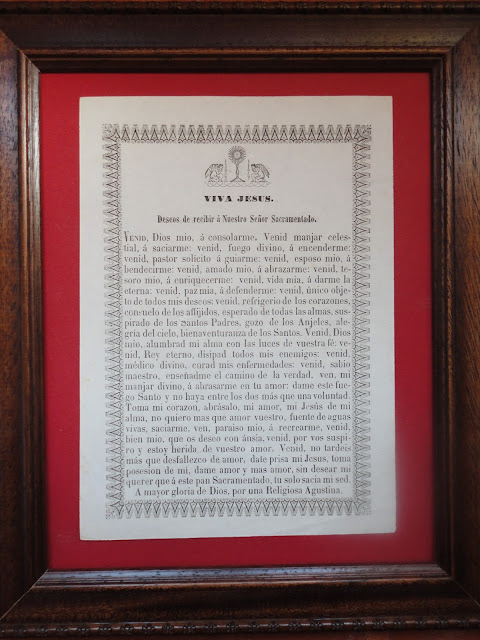 VIVA JESUS.
Deseos de recibir á Nuestro Señor Sacramentado.
VENID, Dios mio, á consolarme. Venid manjar celes-
tial, á saciarme: venid, fuego divino, á encenderme:
venid, pastor solicito á guiarme: venid, esposo mio, á
bendecirme: venid, amado mio, á abrazarme: venid, te-
soro mio, á enriquecerme: venid, vida mia, á darme la
eterna: venid, paz mia, á defenderme: venid, único obje-
to de todos mis deseos: venid, refrigerio de los corazones,
consuelo de los aflijidos, esperado de todas las almas, sus-
pirado de los Santos Padres, gozo de los Anjeles, ale-
gria del cielo, bienaventuranza de los Santos. Venid, Dios
mio, alumbrad mi alma con las luces de vuestra fé: ve-
nid, Rey eterno, disipad todos mis enemigos: venid,
médico divino, curad mis enfermedades: venid, sabio
maestro, enseñalme el camino de la verdad, ven, mi
manjar divino, á abrasarme en tu amor: dame este fue-
go Santo y no haya entre los dos más que una voluntad.
Toma mi corazon, abrásalo, mi amor, mi Jesús de mi
alma, no quiero mas que amor vuestro, fuente de aguas
vivas, saciarme, ven, paraiso mio, á recrearme, venid,
bien mio, que os deseo con ánsia, venid, por vos suspi-
ro y estoy herida de vuestro amor. Venid, no tardeis
más que desfallezco de amor, date prisa mi Jesus, toma
posesion de mi, dame amor y mas amor, sin desear mi
querer que á este pan Sacramentado, tu solo sacia mi sed.
A mayor gloria de Dios, por una Religiosa Agustina.